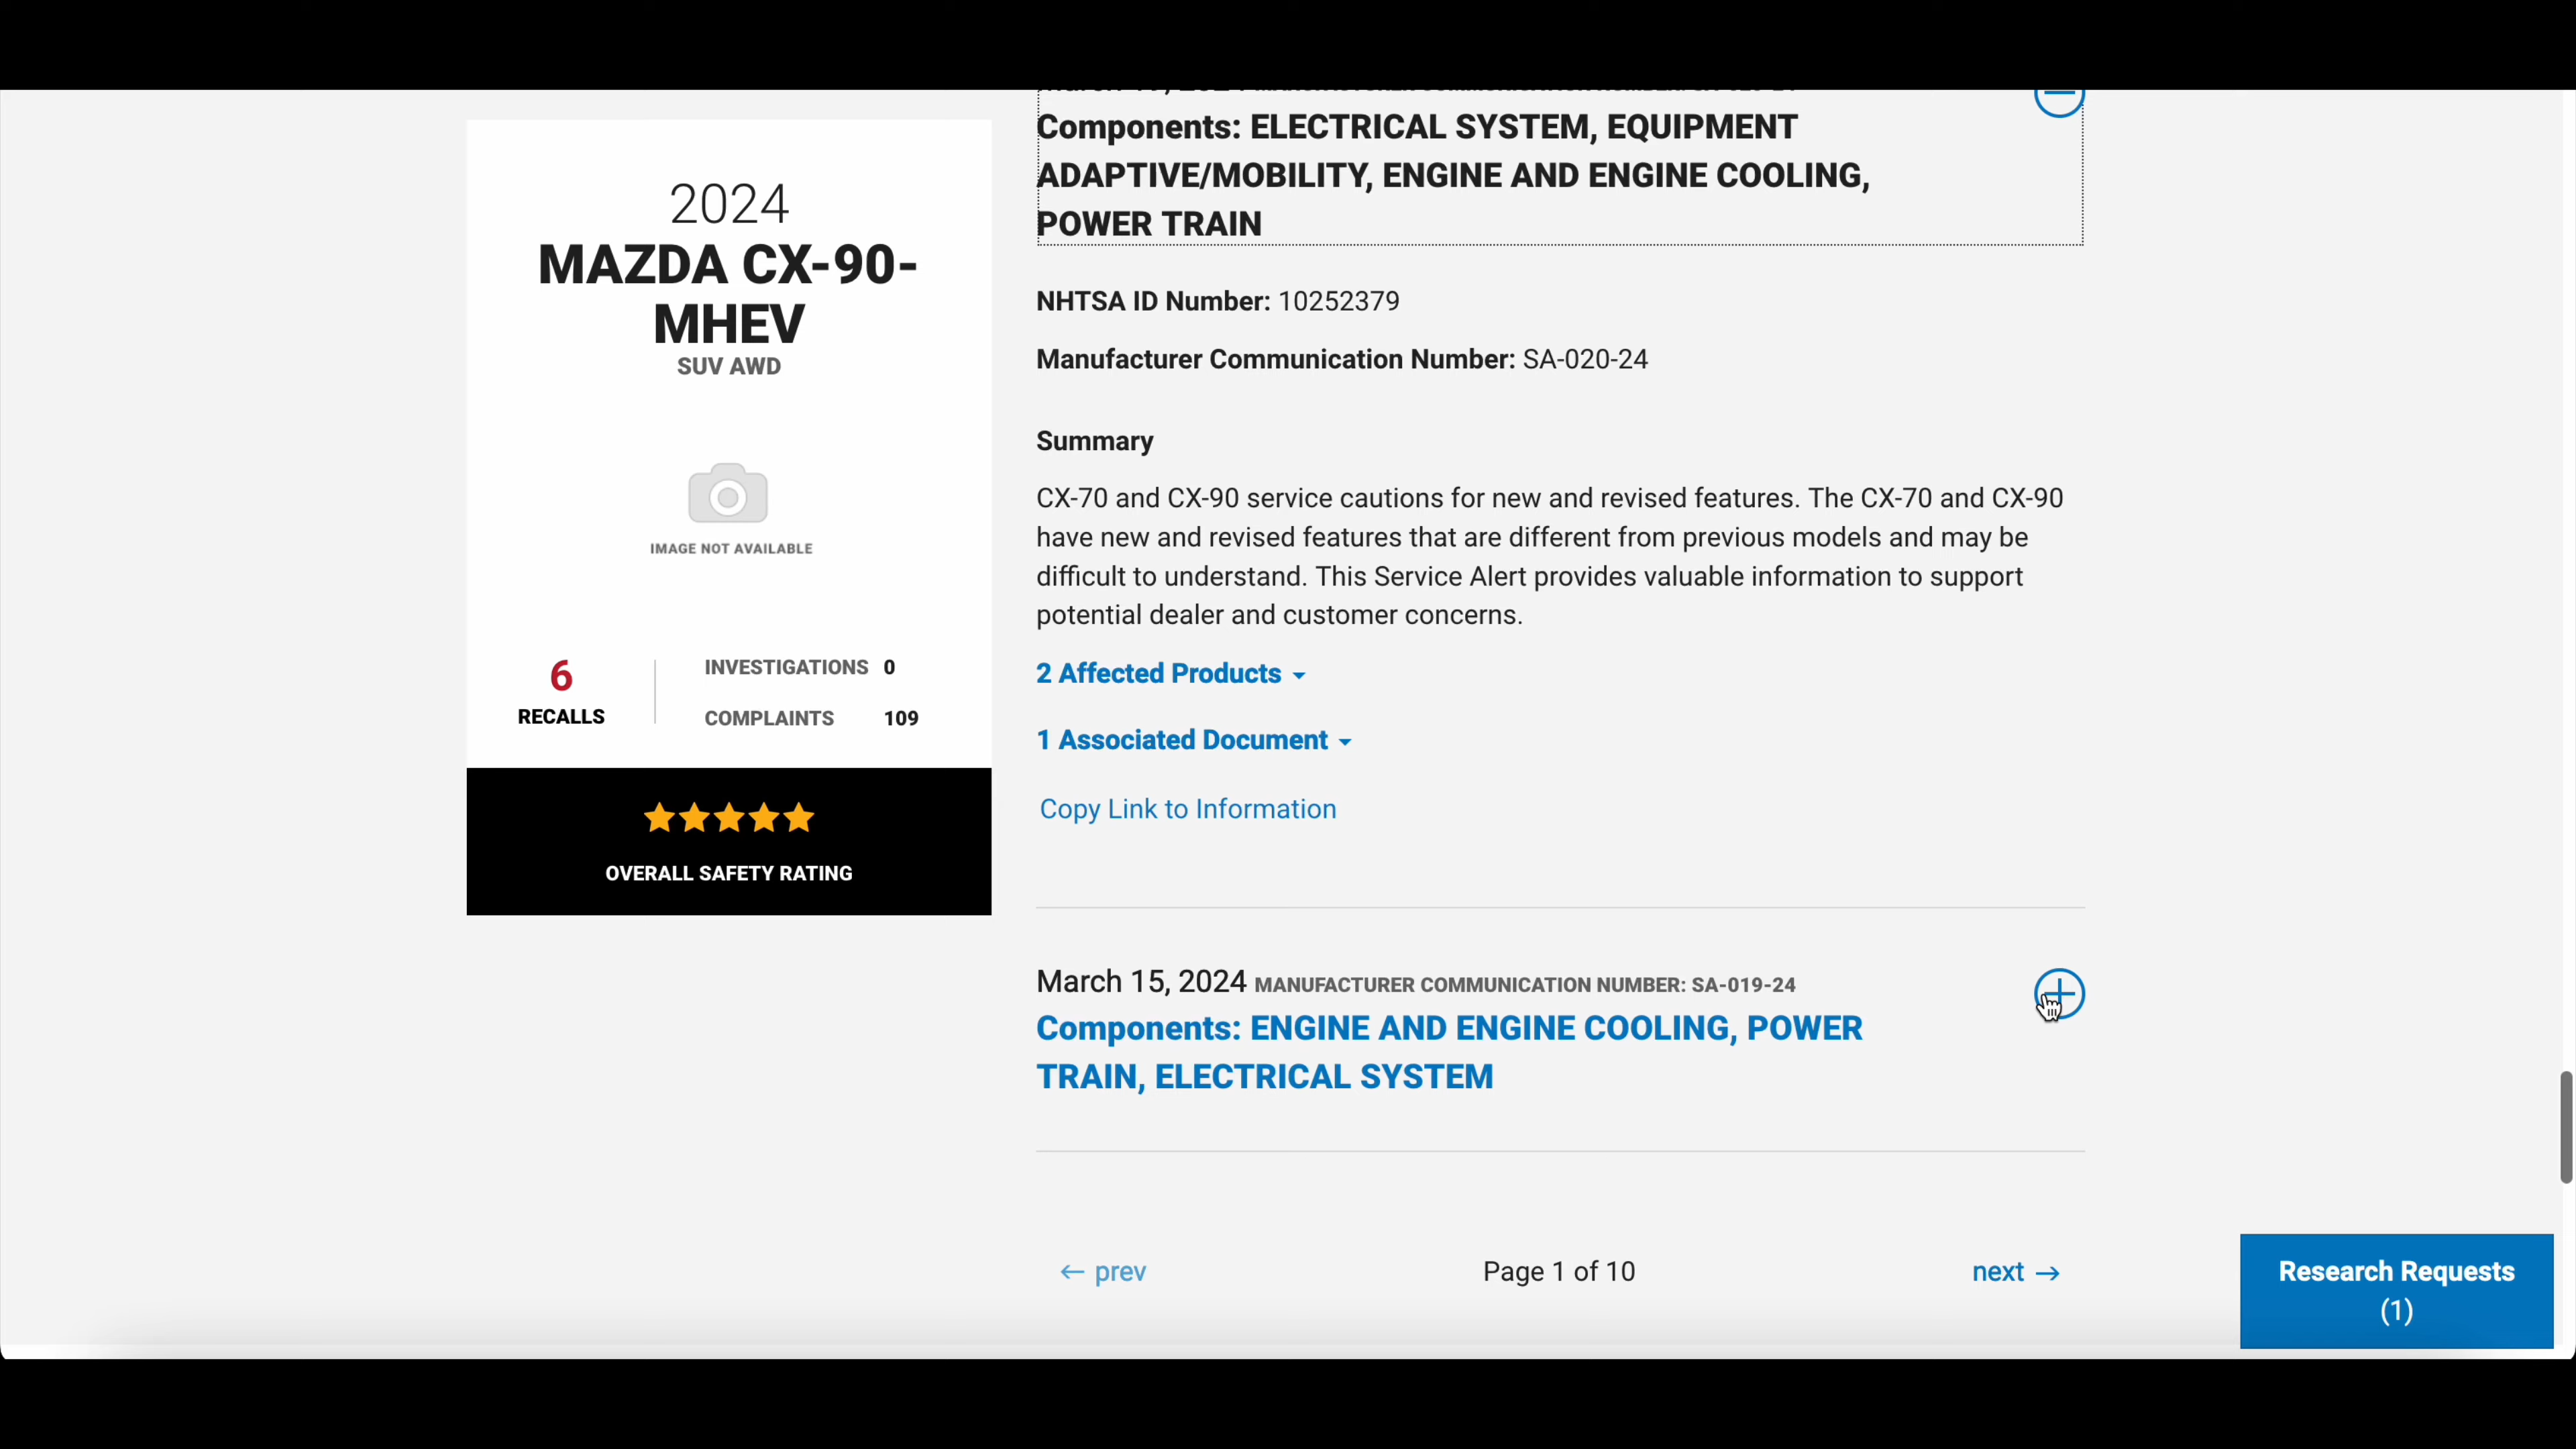 2024
MAZDA CX-90-
MHEV
SUV AWD
IMAGE NOT AVAILABLE
6
RECALLS
INVESTIGATIONS 0
COMPLAINTS 109
OVERALL SAFETY RATING
Components: ELECTRICAL SYSTEM, EQUIPMENT
ADAPTIVE/MOBILITY, ENGINE AND ENGINE COOLING,
POWER TRAIN
NHTSA ID Number: 10252379
Manufacturer Communication Number: SA-020-24
Summary
CX-70 and CX-90 service cautions for new and revised features. The CX-70 and CX-90
have new and revised features that are different from previous models and may be
difficult to understand. This Service Alert provides valuable information to support
potential dealer and customer concerns.
2 Affected Products
1 Associated Document
Copy Link to Information
March 15, 2024 MANUFACTURER COMMUNICATION NUMBER: SA-019-24
Components: ENGINE AND ENGINE COOLING, POWER
TRAIN, ELECTRICAL SYSTEM
← prev
Page 1 of 10
next →
Research Requests
(1)